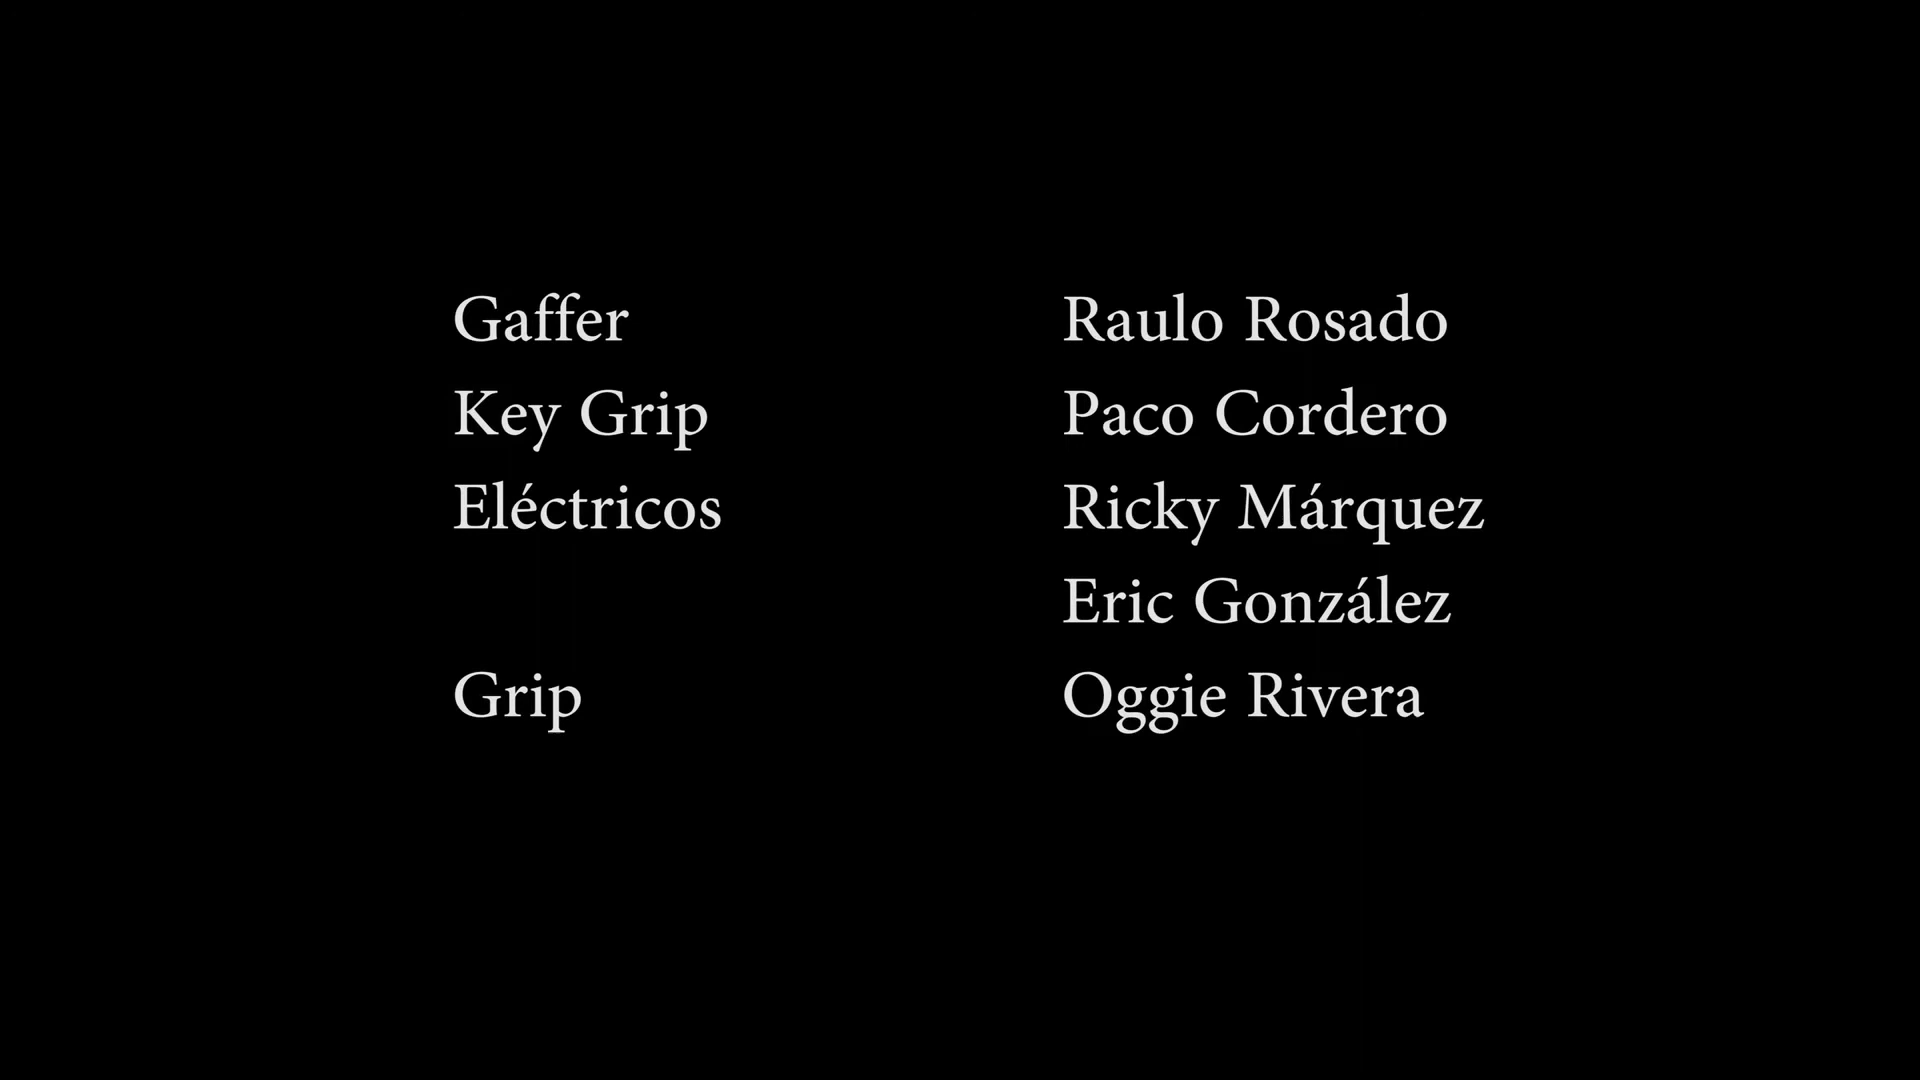 Gaffer Raulo Rosado
Key Grip Paco Cordero
Eléctricos Ricky Márquez
Eric González
Grip Oggie Rivera